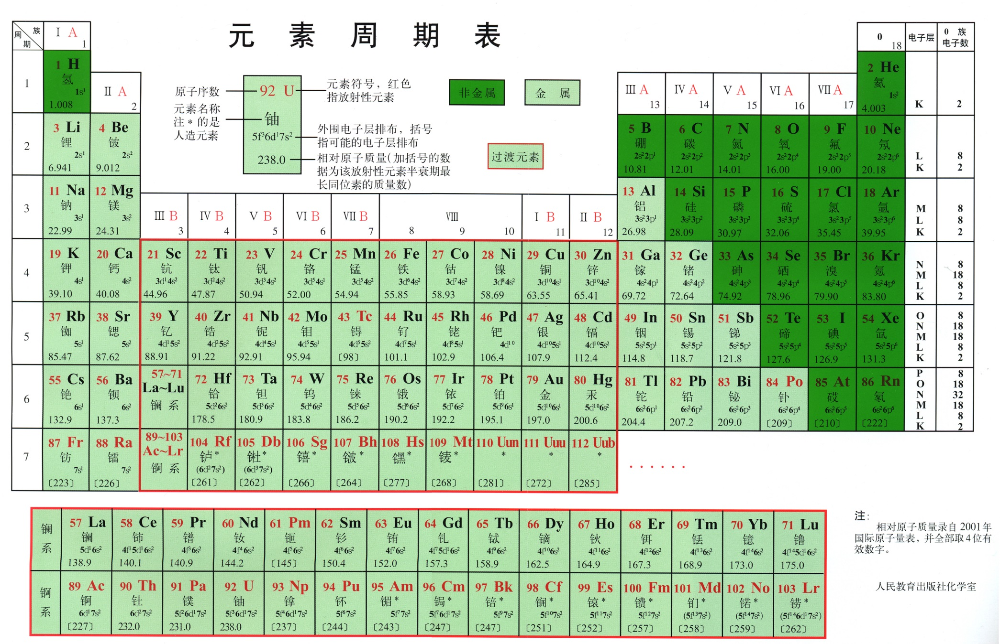 元素周期表
族
周期
I A
1
0
18
电子层
0 族
电子数
1
1 H
氢
1s¹
1.008
II A
2
原子序数
元素名称
注*的是
人造元素
92 U
铀
5f³6d¹7s²
238.0
元素符号，红色
指放射性元素
外围电子层排布，括号
指可能的电子层排布
相对原子质量(加括号的数
据为该放射性元素半衰期最
长同位素的质量数)
非金属
金 属
过渡元素
III A IV A V A VI A VII A
13 14 15 16 17
2 He
氦
1s²
4.003
K 2
2
3 Li 4 Be 5 B 6 C 7 N 8 O 9 F 10 Ne
锂 铍 硼 碳 氮 氧 氟 氖
2s¹ 2s² 2s²2p¹ 2s²2p² 2s²2p³ 2s²2p⁴ 2s²2p⁵ 2s²2p⁶
6.941 9.012 10.81 12.01 14.01 16.00 19.00 20.18
L 8
K 2
3
11 Na 12 Mg 13 Al 14 Si 15 P 16 S 17 Cl 18 Ar
钠 镁 铝 硅 磷 硫 氯 氩
3s¹ 3s² 3s²3p¹ 3s²3p² 3s²3p³ 3s²3p⁴ 3s²3p⁵ 3s²3p⁶
22.99 24.31 26.98 28.09 30.97 32.06 35.45 39.95
M 8
L 8
K 2
III B IV B V B VI B VII B VIII I B II B
3 4 5 6 7 8 9 10 11 12
4
19 K 20 Ca 21 Sc 22 Ti 23 V 24 Cr 25 Mn 26 Fe 27 Co 28 Ni 29 Cu 30 Zn 31 Ga 32 Ge 33 As 34 Se 35 Br 36 Kr
钾 钙 钪 钛 钒 铬 锰 铁 钴 镍 铜 锌 镓 锗 砷 硒 溴 氪
4s¹ 4s² 3d¹4s² 3d²4s² 3d³4s² 3d⁵4s¹ 3d⁵4s² 3d⁶4s² 3d⁷4s² 3d⁸4s² 3d¹⁰4s¹ 3d¹⁰4s² 4s²4p¹ 4s²4p² 4s²4p³ 4s²4p⁴ 4s²4p⁵ 4s²4p⁶
39.10 40.08 44.96 47.87 50.94 52.00 54.94 55.85 58.93 58.69 63.55 65.41 69.72 72.64 74.92 78.96 79.90 83.80
N 8
M 18
L 8
K 2
5
37 Rb 38 Sr 39 Y 40 Zr 41 Nb 42 Mo 43 Tc 44 Ru 45 Rh 46 Pd 47 Ag 48 Cd 49 In 50 Sn 51 Sb 52 Te 53 I 54 Xe
铷 锶 钇 锆 铌 钼 锝 钌 铑 钯 银 镉 铟 锡 锑 碲 碘 氙
5s¹ 5s² 4d¹5s² 4d²5s² 4d⁴5s¹ 4d⁵5s¹ 4d⁵5s² 4d⁷5s¹ 4d⁸5s¹ 4d¹⁰ 4d¹⁰5s¹ 4d¹⁰5s² 5s²5p¹ 5s²5p² 5s²5p³ 5s²5p⁴ 5s²5p⁵ 5s²5p⁶
85.47 87.62 88.91 91.22 92.91 95.94 〔98〕 101.1 102.9 106.4 107.9 112.4 114.8 118.7 121.8 127.6 126.9 131.3
O 8
N 18
M 18
L 8
K 2
6
55 Cs 56 Ba 57~71 72 Hf 73 Ta 74 W 75 Re 76 Os 77 Ir 78 Pt 79 Au 80 Hg 81 Tl 82 Pb 83 Bi 84 Po 85 At 86 Rn
La~Lu
铯 钡 镧 系 铪 钽 钨 铼 锇 铱 铂 金 汞 铊 铅 铋 钋 砹 氡
6s¹ 6s² 5d²6s² 5d³6s² 5d⁴6s² 5d⁵6s² 5d⁶6s² 5d⁷6s² 5d⁹6s¹ 5d¹⁰6s¹ 5d¹⁰6s² 6s²6p¹ 6s²6p² 6s²6p³ 6s²6p⁴ 6s²6p⁵ 6s²6p⁶
132.9 137.3 178.5 180.9 183.8 186.2 190.2 192.2 195.1 197.0 200.6 204.4 207.2 209.0 〔209〕 〔210〕 〔222〕
P 8
O 18
N 32
M 18
L 8
K 2
7
87 Fr 88 Ra 89~103 104 Rf 105 Db 106 Sg 107 Bh 108 Hs 109 Mt 110 Uun 111 Uuu 112 Uub
Ac~Lr
钫 镭 锕 系 𬬻* 𬭊* 𬭳* 𬭛* 𬭶* 鿏* * * *
7s¹ 7s² (6d²7s²) (6d³7s²)
〔223〕 〔226〕 〔261〕 〔262〕 〔266〕 〔264〕 〔277〕 〔268〕 〔281〕 〔272〕 〔285〕
······
镧系
57 La 58 Ce 59 Pr 60 Nd 61 Pm 62 Sm 63 Eu 64 Gd 65 Tb 66 Dy 67 Ho 68 Er 69 Tm 70 Yb 71 Lu
镧 铈 镨 钕 钷 钐 铕 钆 铽 镝 钬 铒 铥 镱 镥
5d¹6s² 4f¹5d¹6s² 4f³6s² 4f⁴6s² 4f⁵6s² 4f⁶6s² 4f⁷6s² 4f⁷5d¹6s² 4f⁹6s² 4f¹⁰6s² 4f¹¹6s² 4f¹²6s² 4f¹³6s² 4f¹⁴6s² 4f¹⁴5d¹6s²
138.9 140.1 140.9 144.2 〔145〕 150.4 152.0 157.3 158.9 162.5 164.9 167.3 168.9 173.0 175.0
锕系
89 Ac 90 Th 91 Pa 92 U 93 Np 94 Pu 95 Am 96 Cm 97 Bk 98 Cf 99 Es 100 Fm 101 Md 102 No 103 Lr
锕 钍 镤 铀 镎 钚 镅* 锔* 锫* 锎* 锿* 镄* 钔* 锘* 铹*
6d¹7s² 6d²7s² 5f²6d¹7s² 5f³6d¹7s² 5f⁴6d¹7s² 5f⁶7s² 5f⁷7s² 5f⁷6d¹7s² 5f⁹7s² 5f¹⁰7s² 5f¹¹7s² 5f¹²7s² (5f¹³7s²) (5f¹⁴7s²) (5f¹⁴6d¹7s²)
〔227〕 232.0 231.0 238.0 〔237〕 〔244〕 〔243〕 〔247〕 〔247〕 〔251〕 〔252〕 〔257〕 〔258〕 〔259〕 〔262〕
注：
相对原子质量录自 2001年
国际原子量表，并全部取4位有
效数字。
人民教育出版社化学室